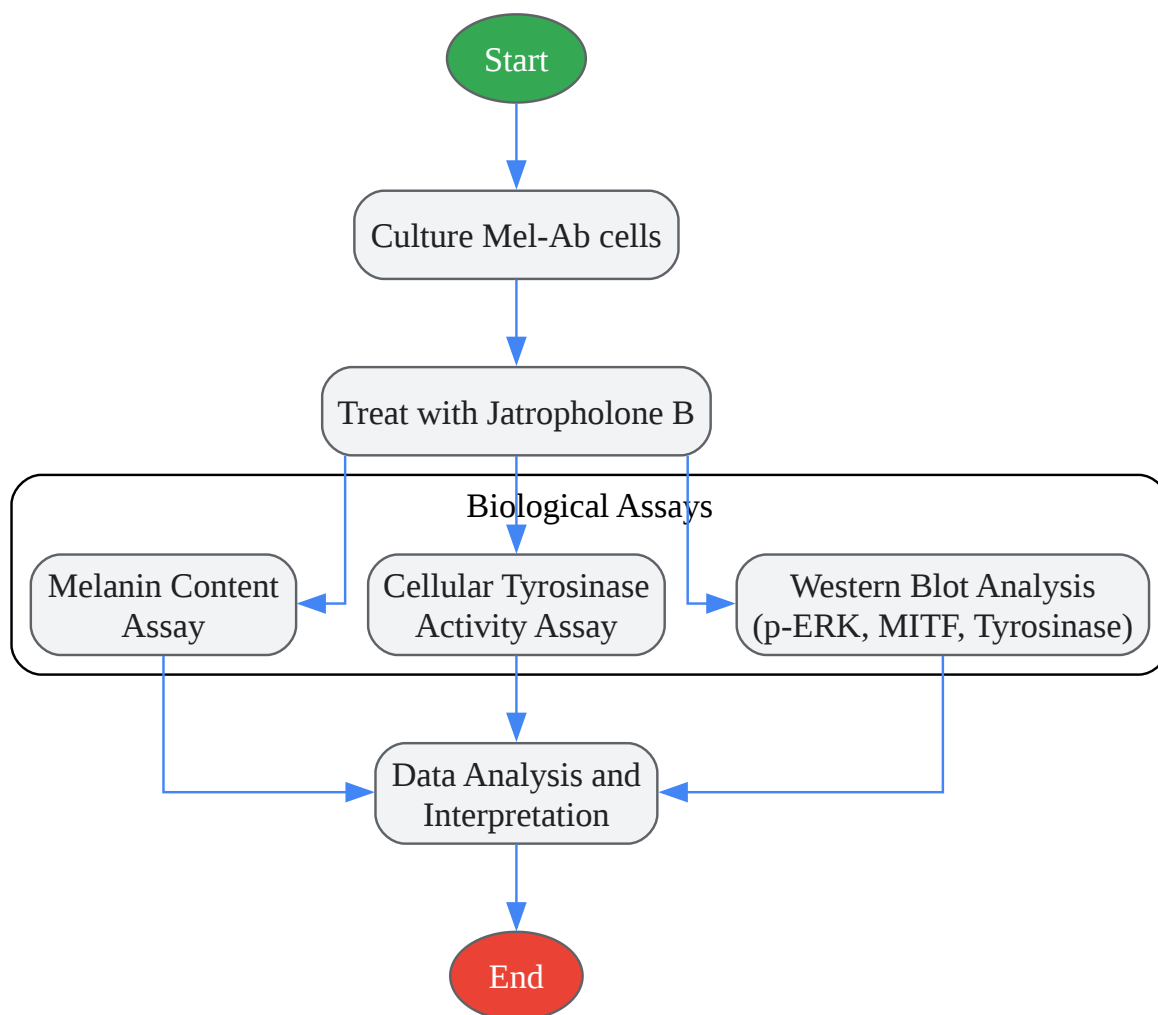 Start
Culture Mel-Ab cells
Treat with Jatropholone B
Biological Assays
Melanin Content
Assay
Cellular Tyrosinase
Activity Assay
Western Blot Analysis
(p-ERK, MITF, Tyrosinase)
Data Analysis and
Interpretation
End